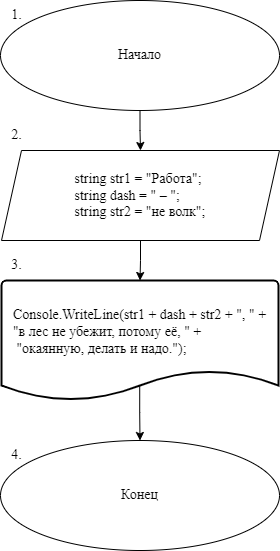 1.
Начало
2.
string str1 = "Работа";
string dash = " – ";
string str2 = "не волк";
3.
Console.WriteLine(str1 + dash + str2 + ", " +
"в лес не убежит, потому её, " +
"окаянную, делать и надо.");
4.
Конец